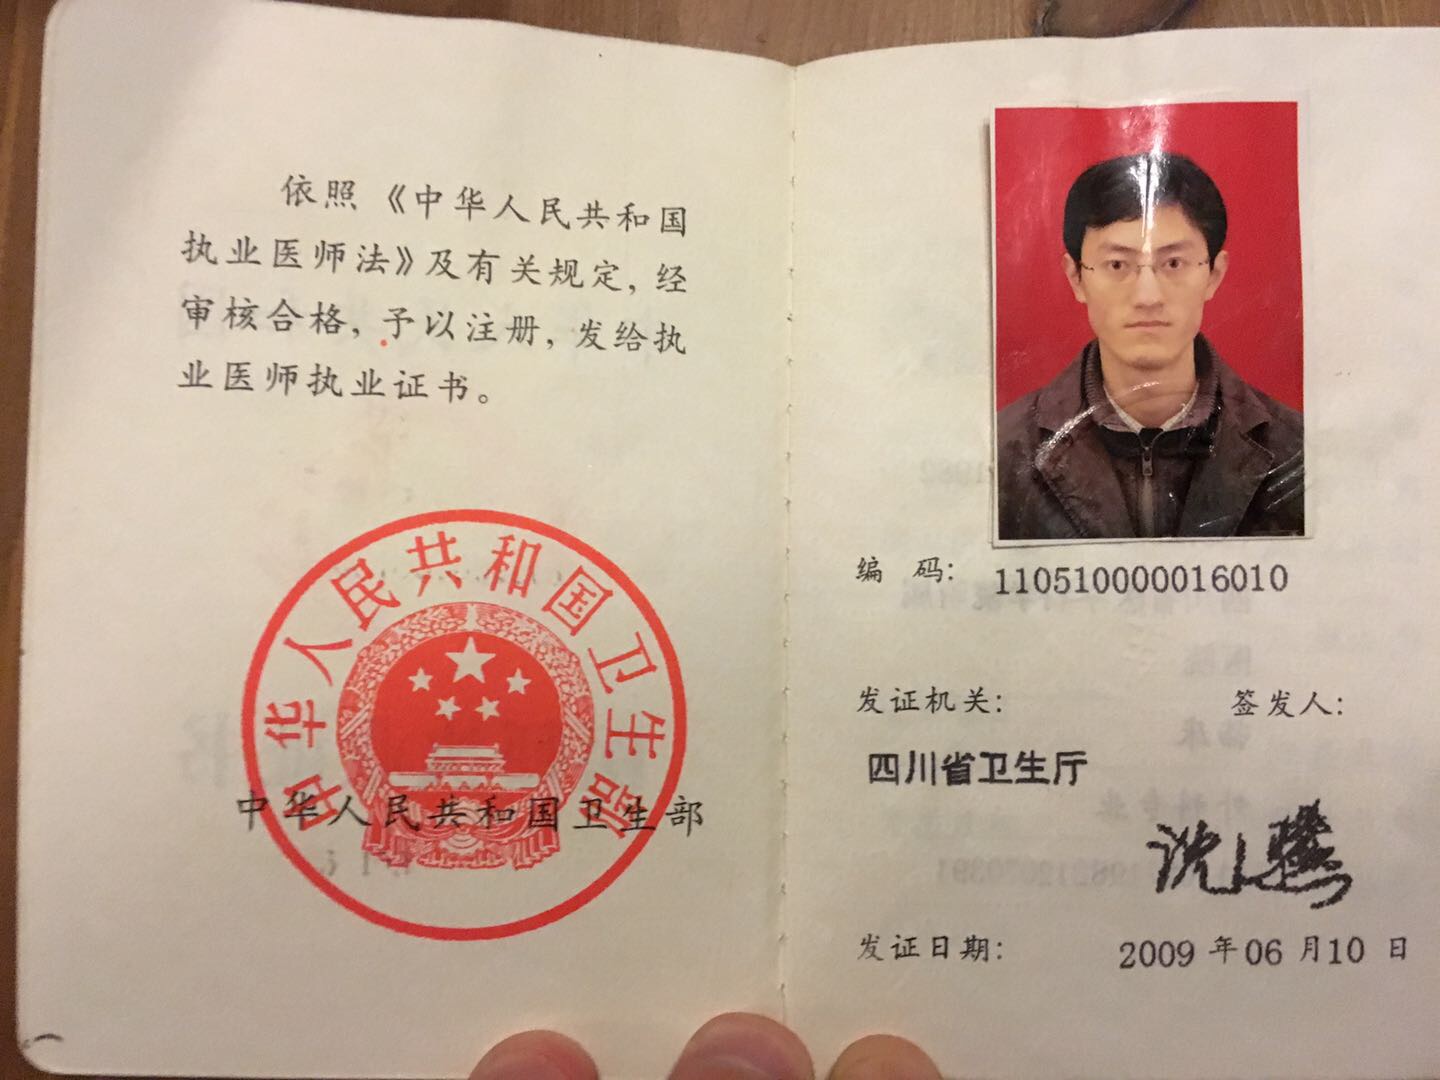 依照《中华人民共和国
执业医师法》及有关规定，经
审核合格，予以注册，发给执
业医师执业证书。
中华人民共和国卫生部
中华人民共和国卫生部
编 码：110510000016010
发证机关： 签发人：
四川省卫生厅
发证日期： 2009 年 06 月 10 日